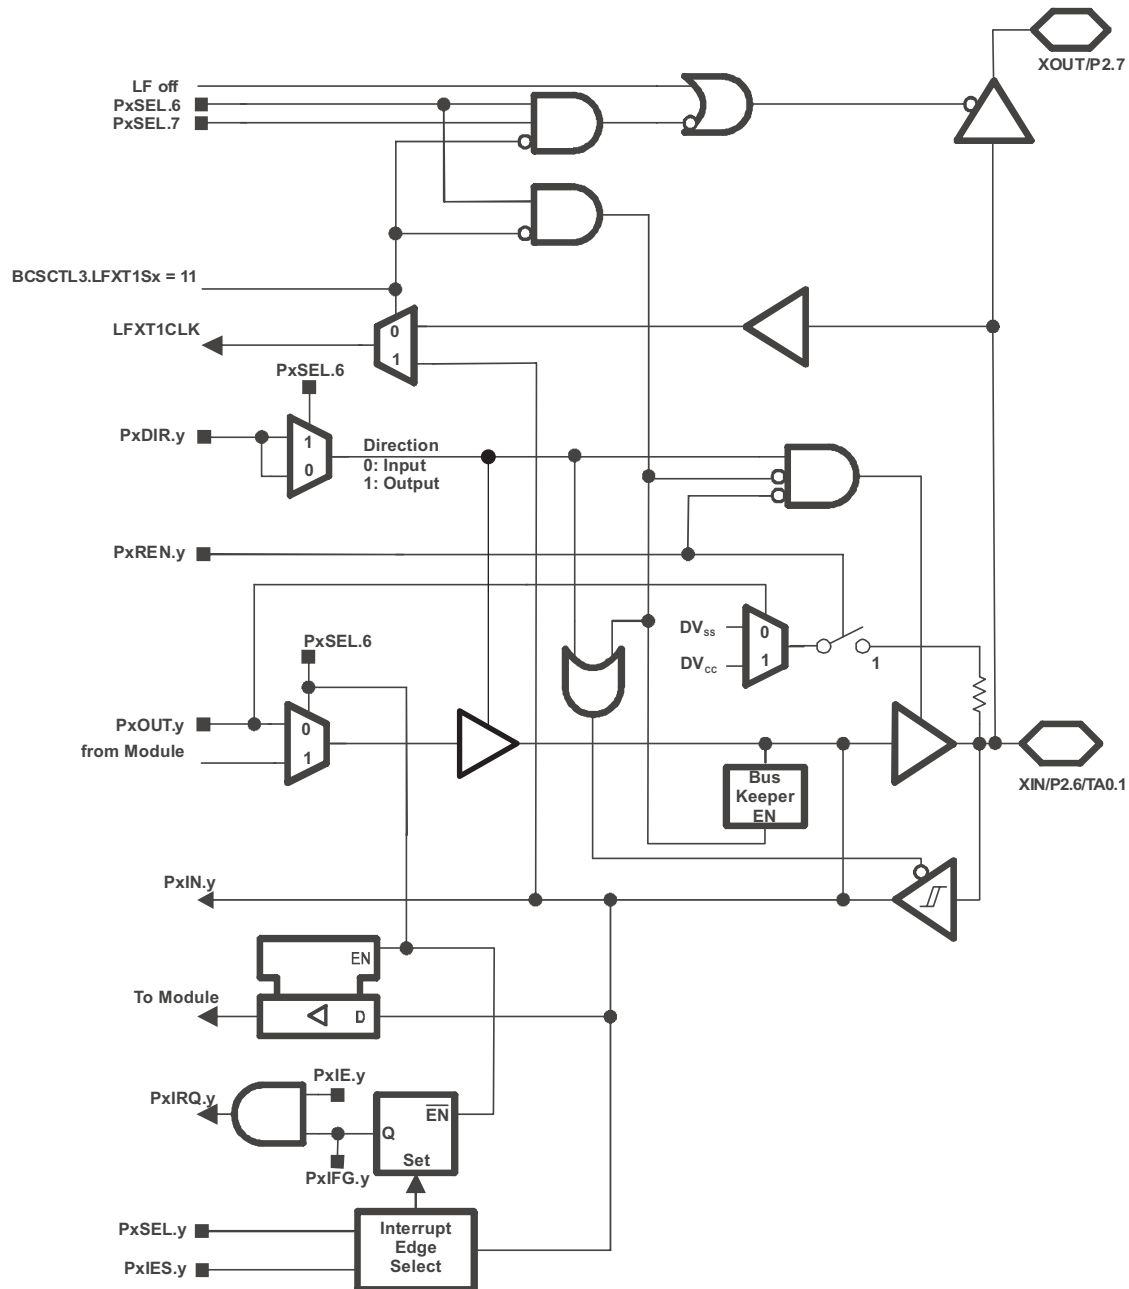 XOUT/P2.7
LF off
PxSEL.6
PxSEL.7
BCSCTL3.LFXT1Sx = 11
LFXT1CLK
0
1
PxSEL.6
PxDIR.y
1
0
Direction
0: Input
1: Output
PxREN.y
DVss
0
DVcc
1
1
PxSEL.6
PxOUT.y
0
from Module
1
Bus
Keeper
EN
XIN/P2.6/TA0.1
PxIN.y
EN
To Module
D
PxIE.y
PxIRQ.y
EN
Q
Set
PxIFG.y
PxSEL.y
Interrupt
Edge
Select
PxIES.y